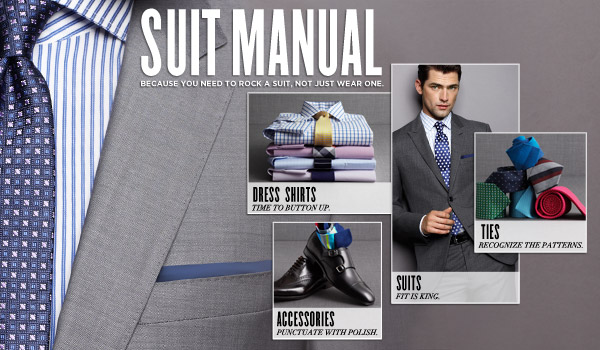 SUIT MANUAL
BECAUSE YOU NEED TO ROCK A SUIT, NOT JUST WEAR ONE.
DRESS SHIRTS
TIME TO BUTTON UP.
TIES
RECOGNIZE THE PATTERNS.
SUITS
FIT IS KING.
ACCESSORIES
PUNCTUATE WITH POLISH.